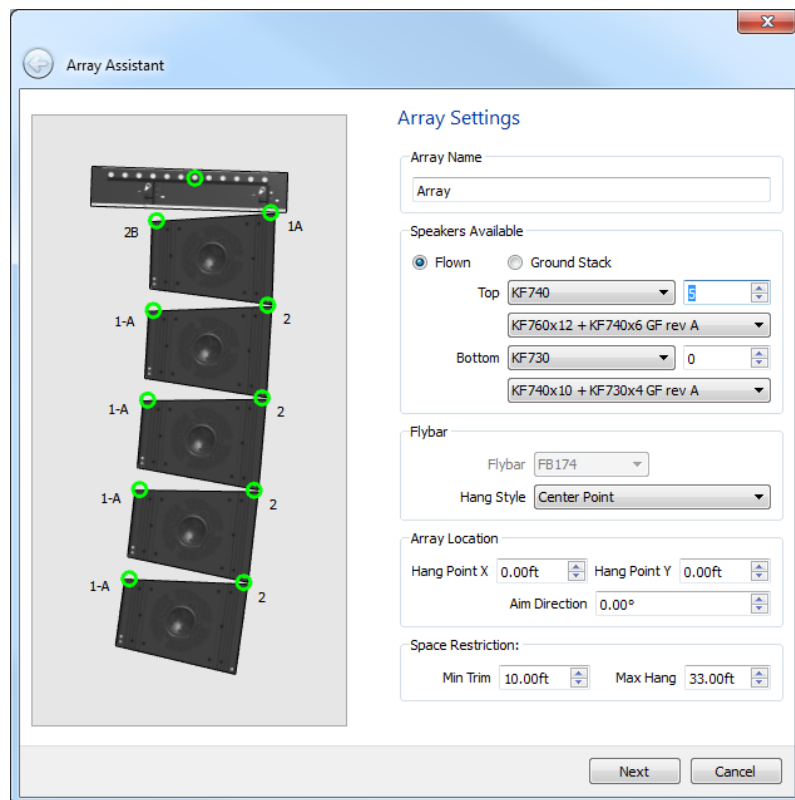 Array Assistant
2B
1A
1-A
2
1-A
2
1-A
2
1-A
2
Array Settings
Array Name
Array
Speakers Available
Flown Ground Stack
Top KF740 5
KF760x12 + KF740x6 GF rev A
Bottom KF730 0
KF740x10 + KF730x4 GF rev A
Flybar
Flybar FB174
Hang Style Center Point
Array Location
Hang Point X 0.00ft Hang Point Y 0.00ft
Aim Direction 0.00°
Space Restriction:
Min Trim 10.00ft Max Hang 33.00ft
Next Cancel